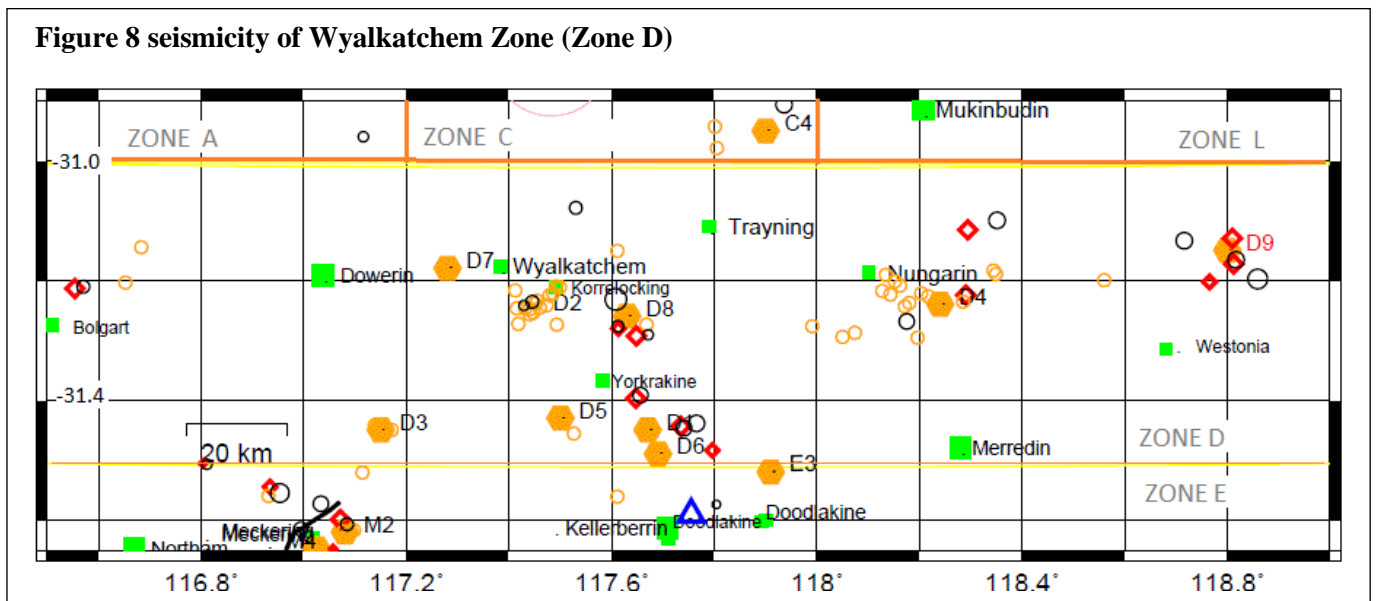 Figure 8 seismicity of Wyalkatchem Zone (Zone D)
C4
Mukinbudin
ZONE A
ZONE C
ZONE L
-31.0
Trayning
D9
D7
Wyalkatchem
Dowerin
Nungarin
Korrelocking
D2
D8
D4
Bolgart
Westonia
Yorkrakine
-31.4
D3
D5
D1
D6
ZONE D
20 km
E3
Merredin
ZONE E
Meckering
M2
Kellerberrin
Doodlakine
Doodlakine
Northam
M4
116.8°
117.2°
117.6°
118°
118.4°
118.8°